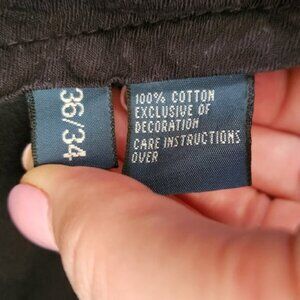 36/34
100% COTTON
EXCLUSIVE OF
DECORATION
CARE INSTRUCTIONS
OVER